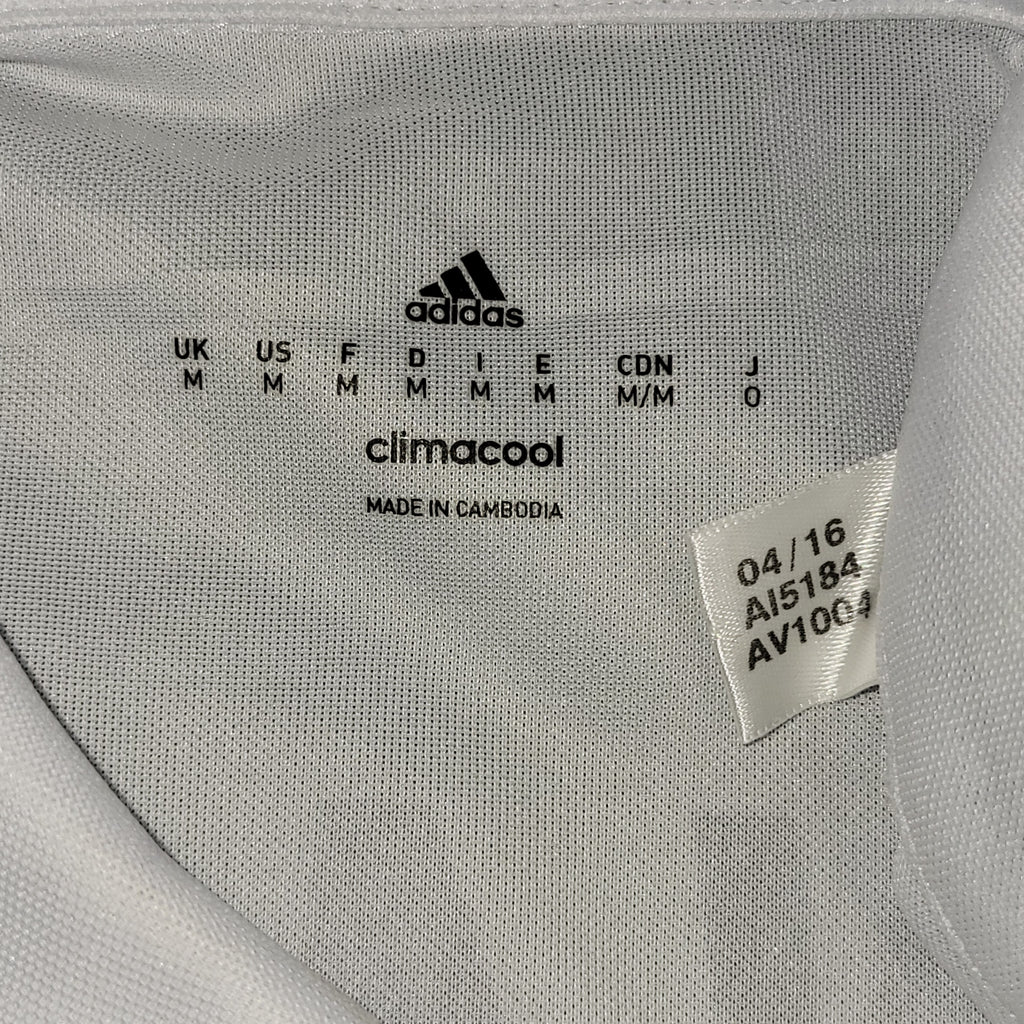 adidas
UK US F D I E CDN J
M M M M M M M/M O
climacool
MADE IN CAMBODIA
04/16
AI5184
AV1004